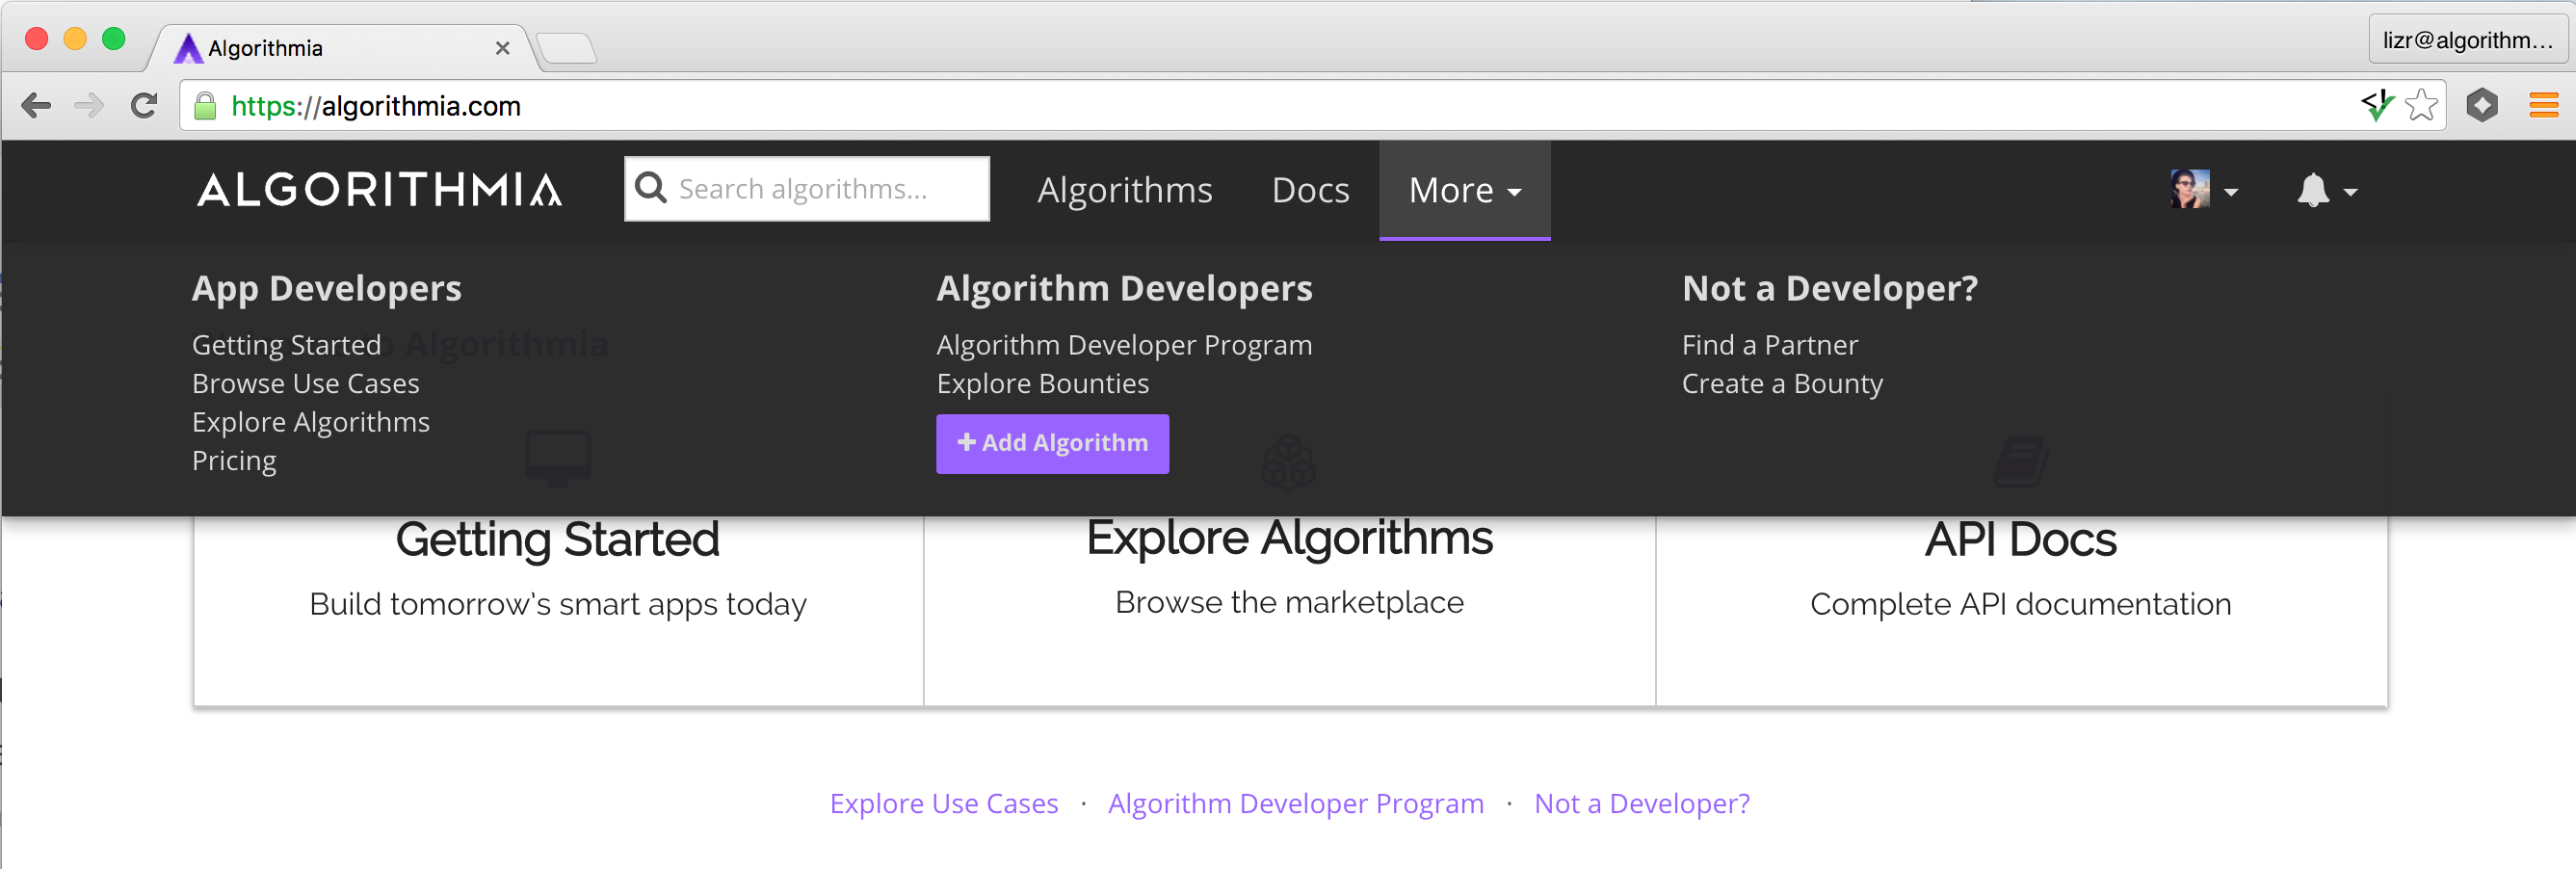 Algorithmia
lizr@algorithm...
https://algorithmia.com
ALGORITHMIA
Search algorithms...
Algorithms
Docs
More
App Developers
Getting Started
Browse Use Cases
Explore Algorithms
Pricing
Algorithm Developers
Algorithm Developer Program
Explore Bounties
Add Algorithm
Not a Developer?
Find a Partner
Create a Bounty
Algorithmia
Getting Started
Build tomorrow's smart apps today
Explore Algorithms
Browse the marketplace
API Docs
Complete API documentation
Explore Use Cases · Algorithm Developer Program · Not a Developer?